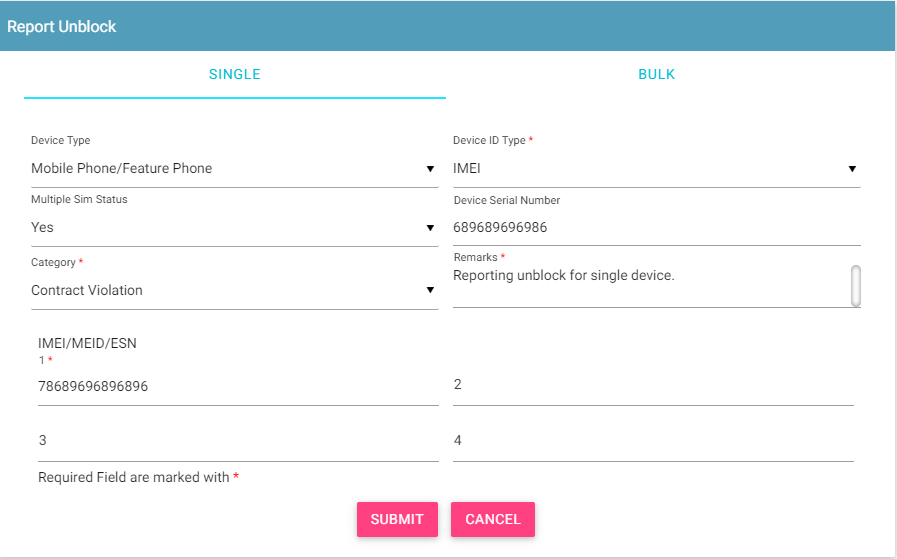 Report Unblock
SINGLE BULK
Device Type Device ID Type *
Mobile Phone/Feature Phone IMEI
Multiple Sim Status Device Serial Number
Yes 689689696986
Category * Remarks *
Contract Violation Reporting unblock for single device.
IMEI/MEID/ESN
1 *
78689696896896 2
3 4
Required Field are marked with *
SUBMIT CANCEL